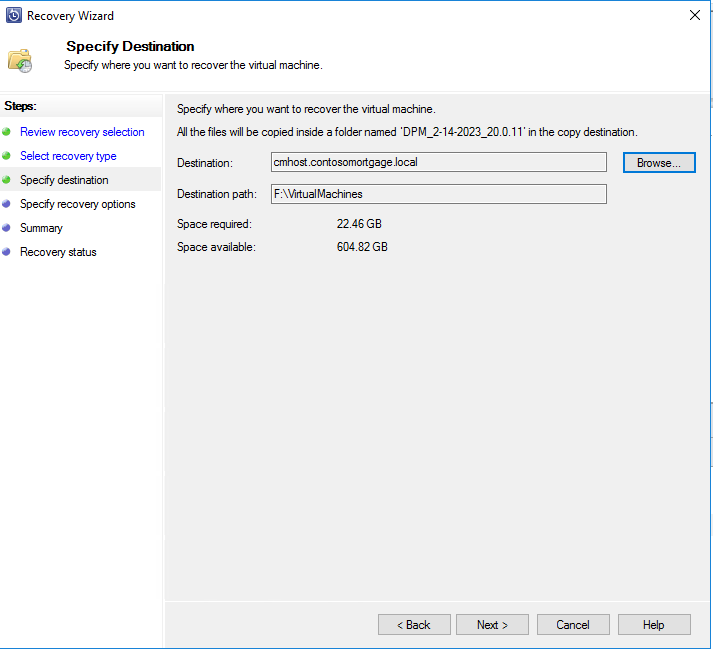 Recovery Wizard
Specify Destination
Specify where you want to recover the virtual machine.
Steps:
Review recovery selection
Select recovery type
Specify destination
Specify recovery options
Summary
Recovery status
Specify where you want to recover the virtual machine.
All the files will be copied inside a folder named 'DPM_2-14-2023_20.0.11' in the copy destination.
Destination: cmhost.contosomortgage.local Browse...
Destination path: F:\VirtualMachines
Space required: 22.46 GB
Space available: 604.82 GB
< Back Next > Cancel Help